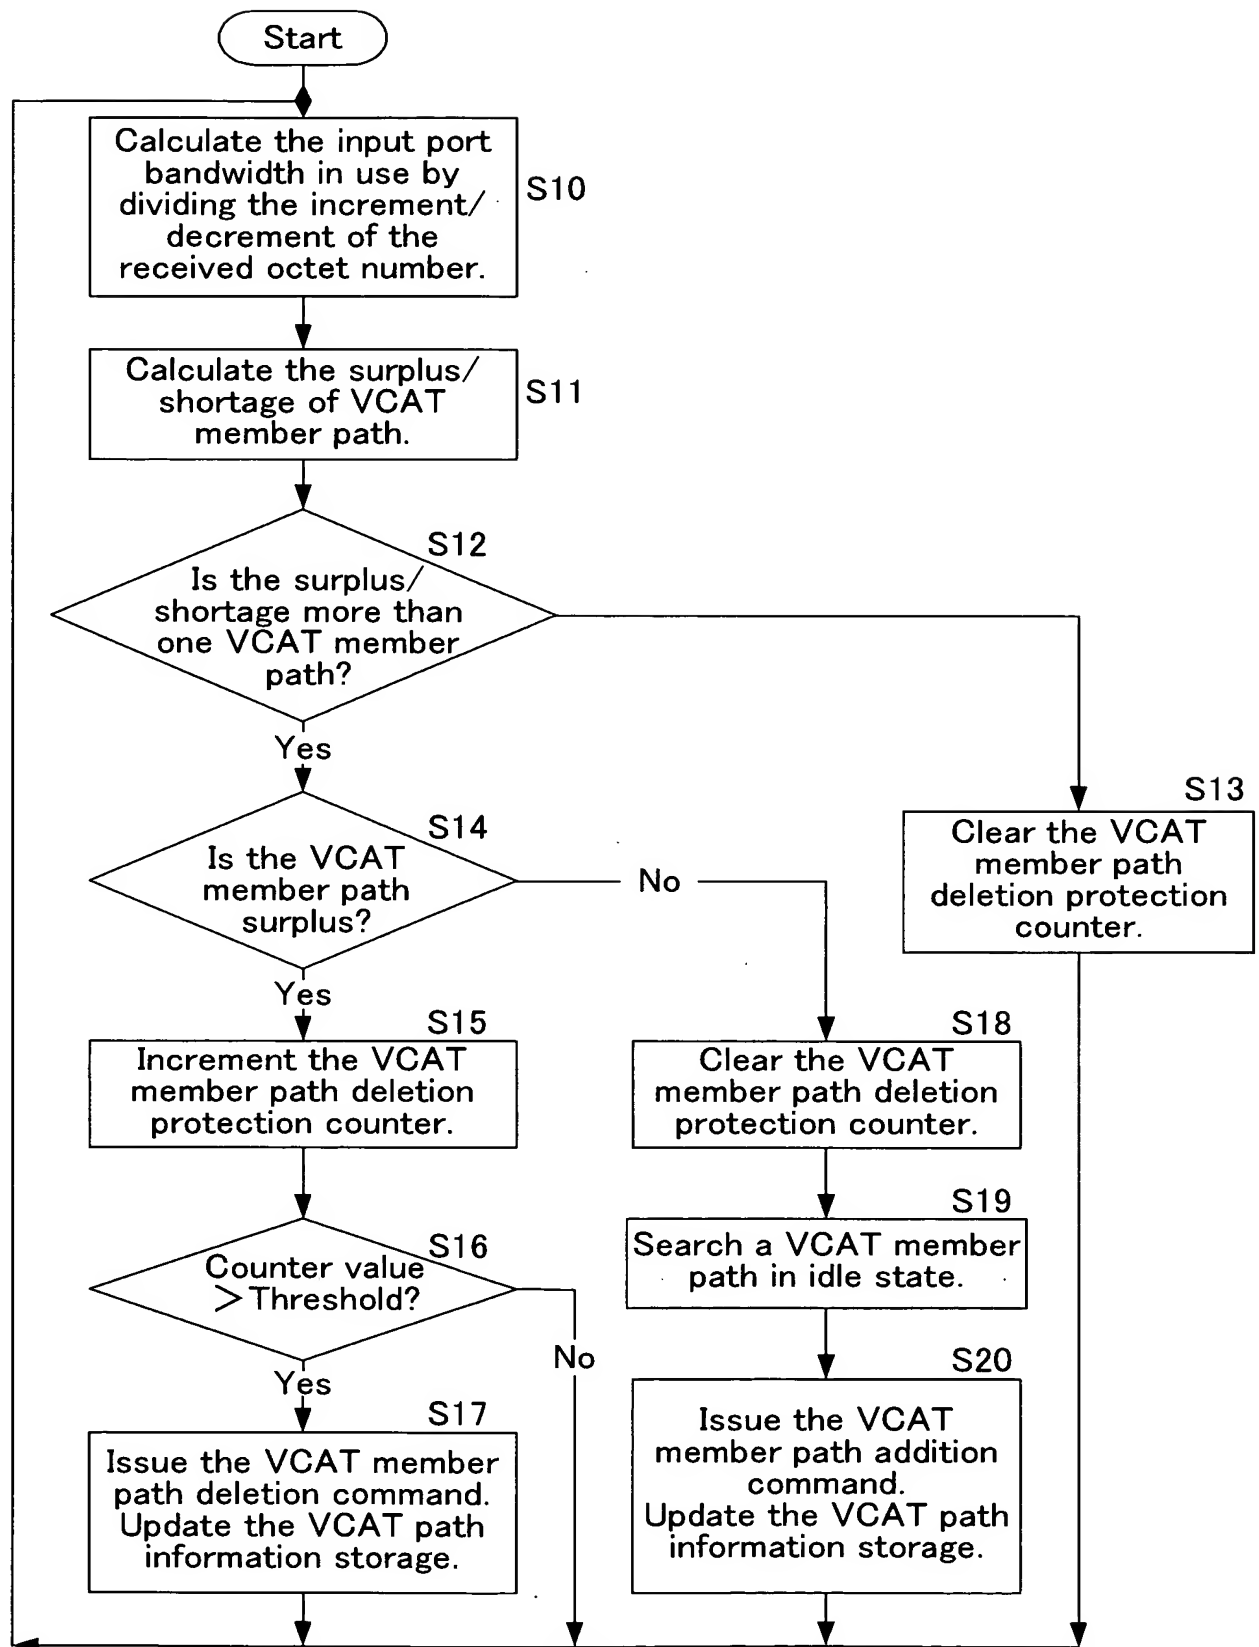 Start
Calculate the input port
bandwidth in use by
dividing the increment/
decrement of the
received octet number.
S10
Calculate the surplus/
shortage of VCAT
member path.
S11
S12
Is the surplus/
shortage more than
one VCAT member
path?
Yes
S13
Clear the VCAT
member path
deletion protection
counter.
S14
Is the VCAT
member path
surplus?
No
Yes
S15
Increment the VCAT
member path deletion
protection counter.
S18
Clear the VCAT
member path deletion
protection counter.
S16
Counter value
>Threshold?
No
Yes
S19
Search a VCAT member
path in idle state.
S17
Issue the VCAT member
path deletion command.
Update the VCAT path
information storage.
S20
Issue the VCAT
member path addition
command.
Update the VCAT path
information storage.